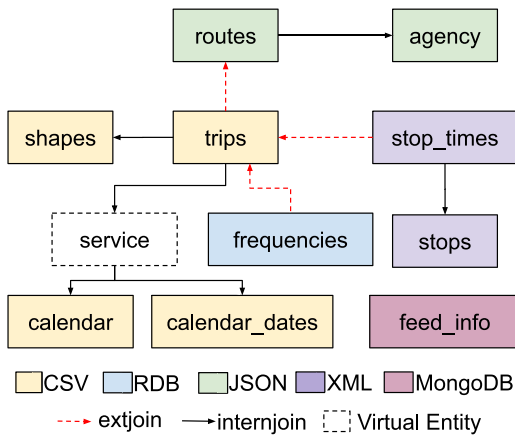 routes agency
shapes trips stop_times
service frequencies stops
calendar calendar_dates feed_info
CSV RDB JSON XML MongoDB
extjoin internjoin Virtual Entity